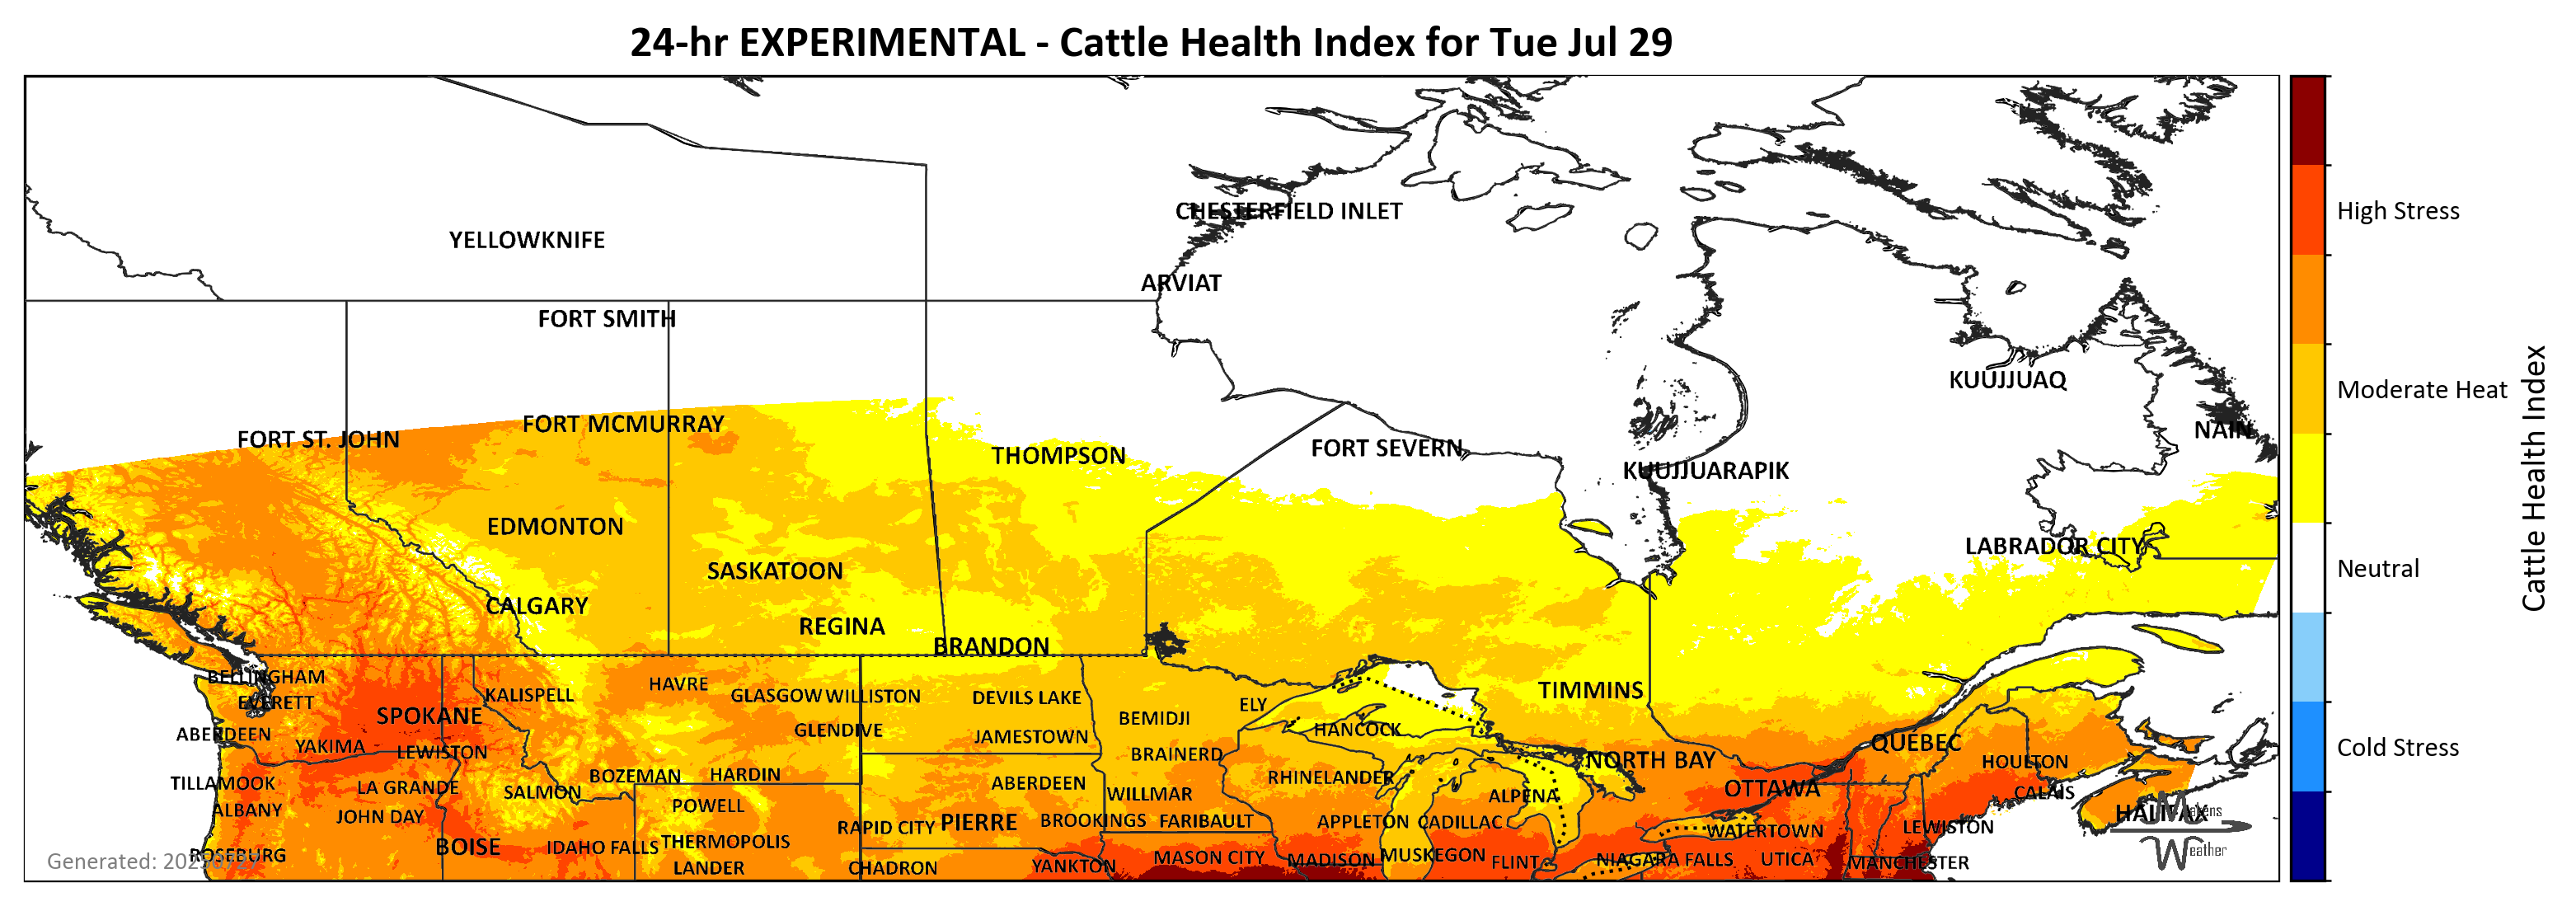 24-hr EXPERIMENTAL - Cattle Health Index for Tue Jul 29
CHESTERFIELD INLET
High Stress
YELLOWKNIFE
ARVIAT
FORT SMITH
KUUJJUAQ
Moderate Heat
FORT MCMURRAY
NAIN
FORT ST. JOHN
THOMPSON
FORT SEVERN
KUUJJUARAPIK
Cattle Health Index
EDMONTON
LABRADOR CITY
SASKATOON
Neutral
CALGARY
REGINA
BRANDON
BELLINGHAM
HAVRE
KALISPELL
GLASGOW WILLISTON
DEVILS LAKE
TIMMINS
EVERETT
ELY
SPOKANE
BEMIDJI
GLENDIVE
HANCOCK
ABERDEEN
JAMESTOWN
QUEBEC
YAKIMA
LEWISTON
BRAINERD
Cold Stress
NORTH BAY
HOULTON
BOZEMAN
HARDIN
RHINELANDER
TILLAMOOK
LA GRANDE
SALMON
ABERDEEN
WILLMAR
ALPENA
OTTAWA
CALAIS
ALBANY
JOHN DAY
POWELL
HALIFAX
RAPID CITY
PIERRE
BROOKINGS
FARIBAULT
APPLETON
CADILLAC
WATERTOWN
LEWISTON
BOISE
IDAHO FALLS
THERMOPOLIS
Weather
ROSEBURG
MASON CITY
MADISON
MUSKEGON
FLINT
NIAGARA FALLS
UTICA
MANCHESTER
Generated:
LANDER
CHADRON
YANKTON